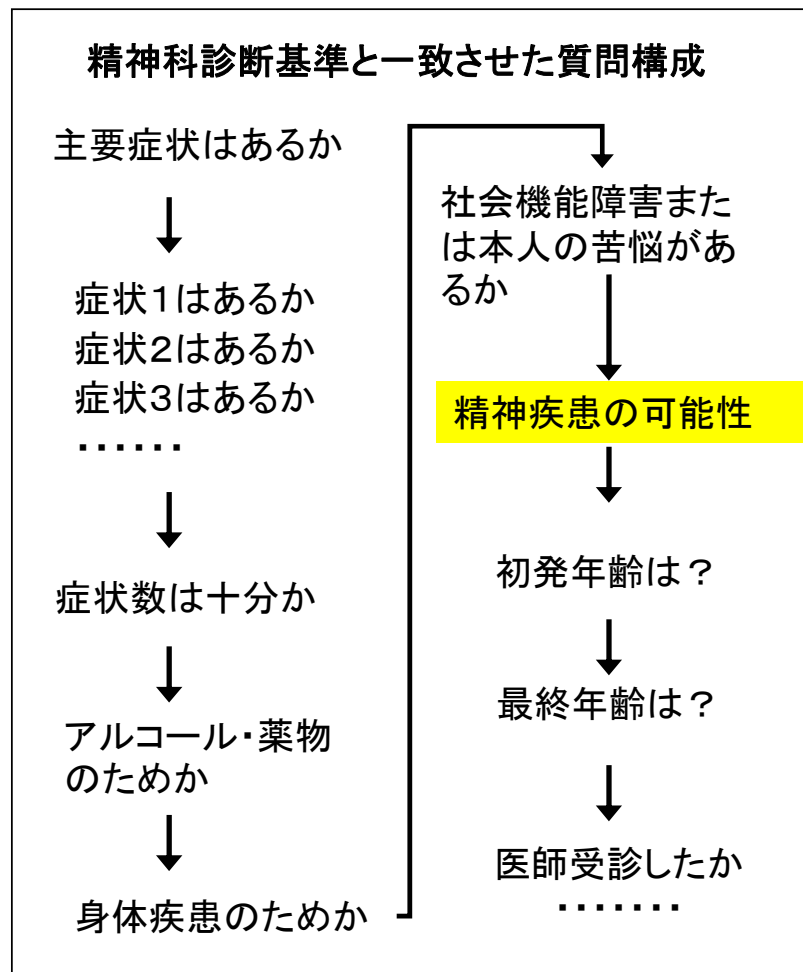 精神科診断基準と一致させた質問構成
主要症状はあるか
症状１はあるか
症状２はあるか
症状３はあるか
・・・・・・
症状数は十分か
アルコール・薬物
のためか
身体疾患のためか
社会機能障害また
は本人の苦悩があ
るか
精神疾患の可能性
初発年齢は？
最終年齢は？
医師受診したか
・・・・・・・